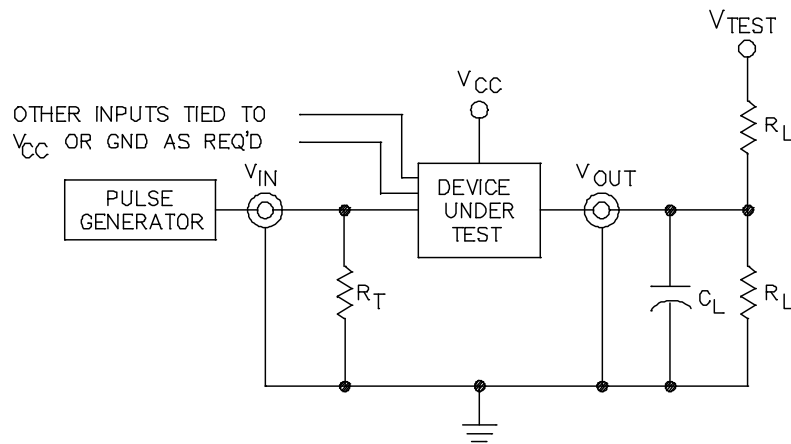 VTEST
VCC
RL
OTHER INPUTS TIED TO
VCC OR GND AS REQ'D
VIN
VOUT
PULSE
GENERATOR
DEVICE
UNDER
TEST
RT
CL
RL